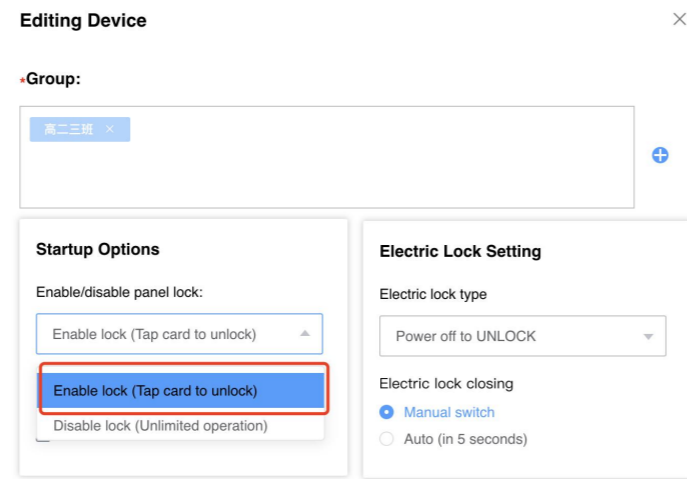 Editing Device
*Group:
高二三班 ×
Startup Options
Enable/disable panel lock:
Enable lock (Tap card to unlock)
Enable lock (Tap card to unlock)
Disable lock (Unlimited operation)
Electric Lock Setting
Electric lock type
Power off to UNLOCK
Electric lock closing
Manual switch
Auto (in 5 seconds)